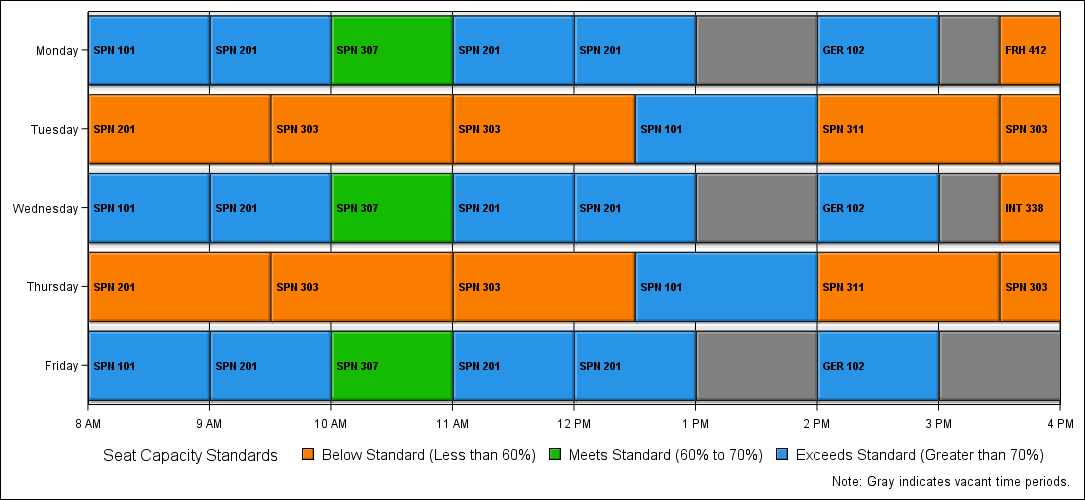 Monday SPN 101 SPN 201 SPN 307 SPN 201 SPN 201 GER 102 FRH 412
Tuesday SPN 201 SPN 303 SPN 303 SPN 101 SPN 311 SPN 303
Wednesday SPN 101 SPN 201 SPN 307 SPN 201 SPN 201 GER 102 INT 338
Thursday SPN 201 SPN 303 SPN 303 SPN 101 SPN 311 SPN 303
Friday SPN 101 SPN 201 SPN 307 SPN 201 SPN 201 GER 102
8 AM 9 AM 10 AM 11 AM 12 PM 1 PM 2 PM 3 PM 4 PM
Seat Capacity Standards Below Standard (Less than 60%) Meets Standard (60% to 70%) Exceeds Standard (Greater than 70%)
Note: Gray indicates vacant time periods.